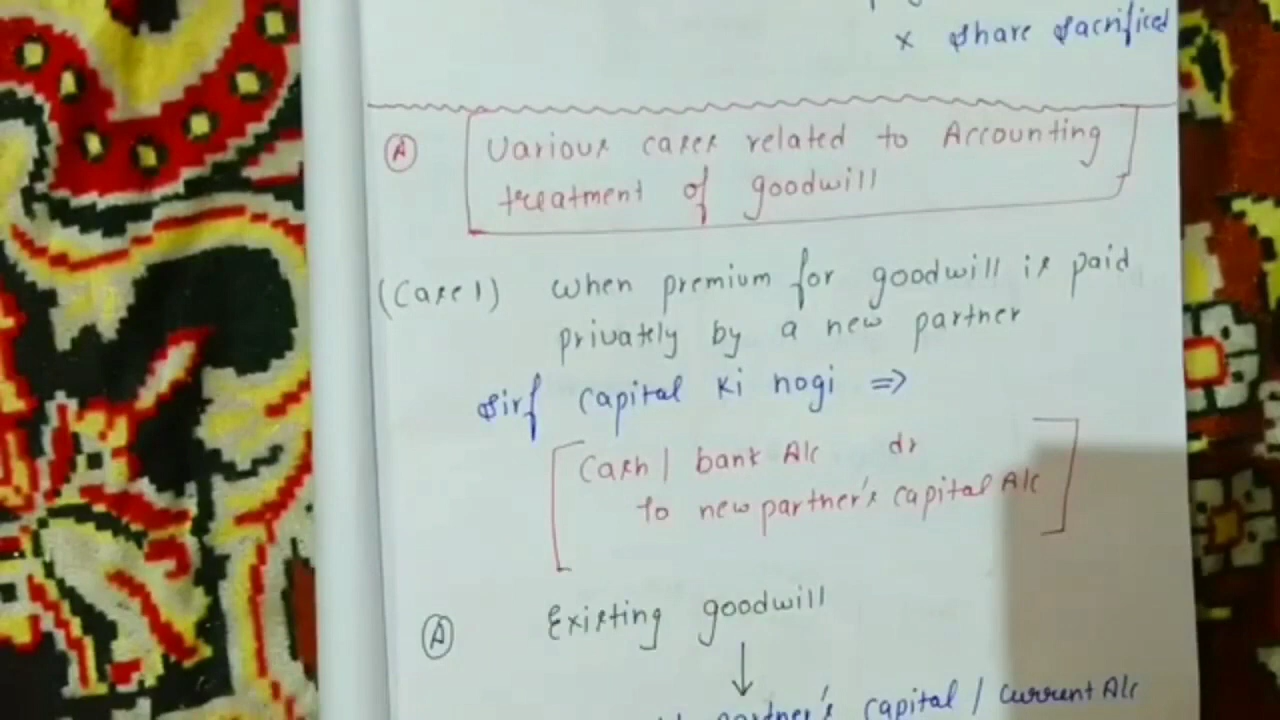 x share sacrificed
(A) Various cases related to Accounting
treatment of goodwill
(Case 1) when premium for goodwill is paid
privately by a new partner
sirf capital ki hogi =>
[Cash / bank A/c dr
To new partner's capital A/c]
(A) Existing goodwill
↓
partner's capital / current A/c